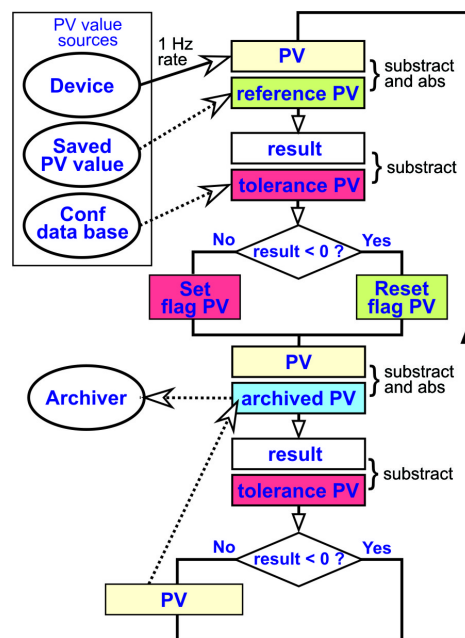 PV value
sources
Device
Saved
PV value
Conf
data base
1 Hz
rate
PV
reference PV
substract
and abs
result
tolerance PV
substract
No
result < 0 ?
Yes
Set
flag PV
Reset
flag PV
PV
archived PV
substract
and abs
Archiver
result
tolerance PV
substract
No
result < 0 ?
Yes
PV